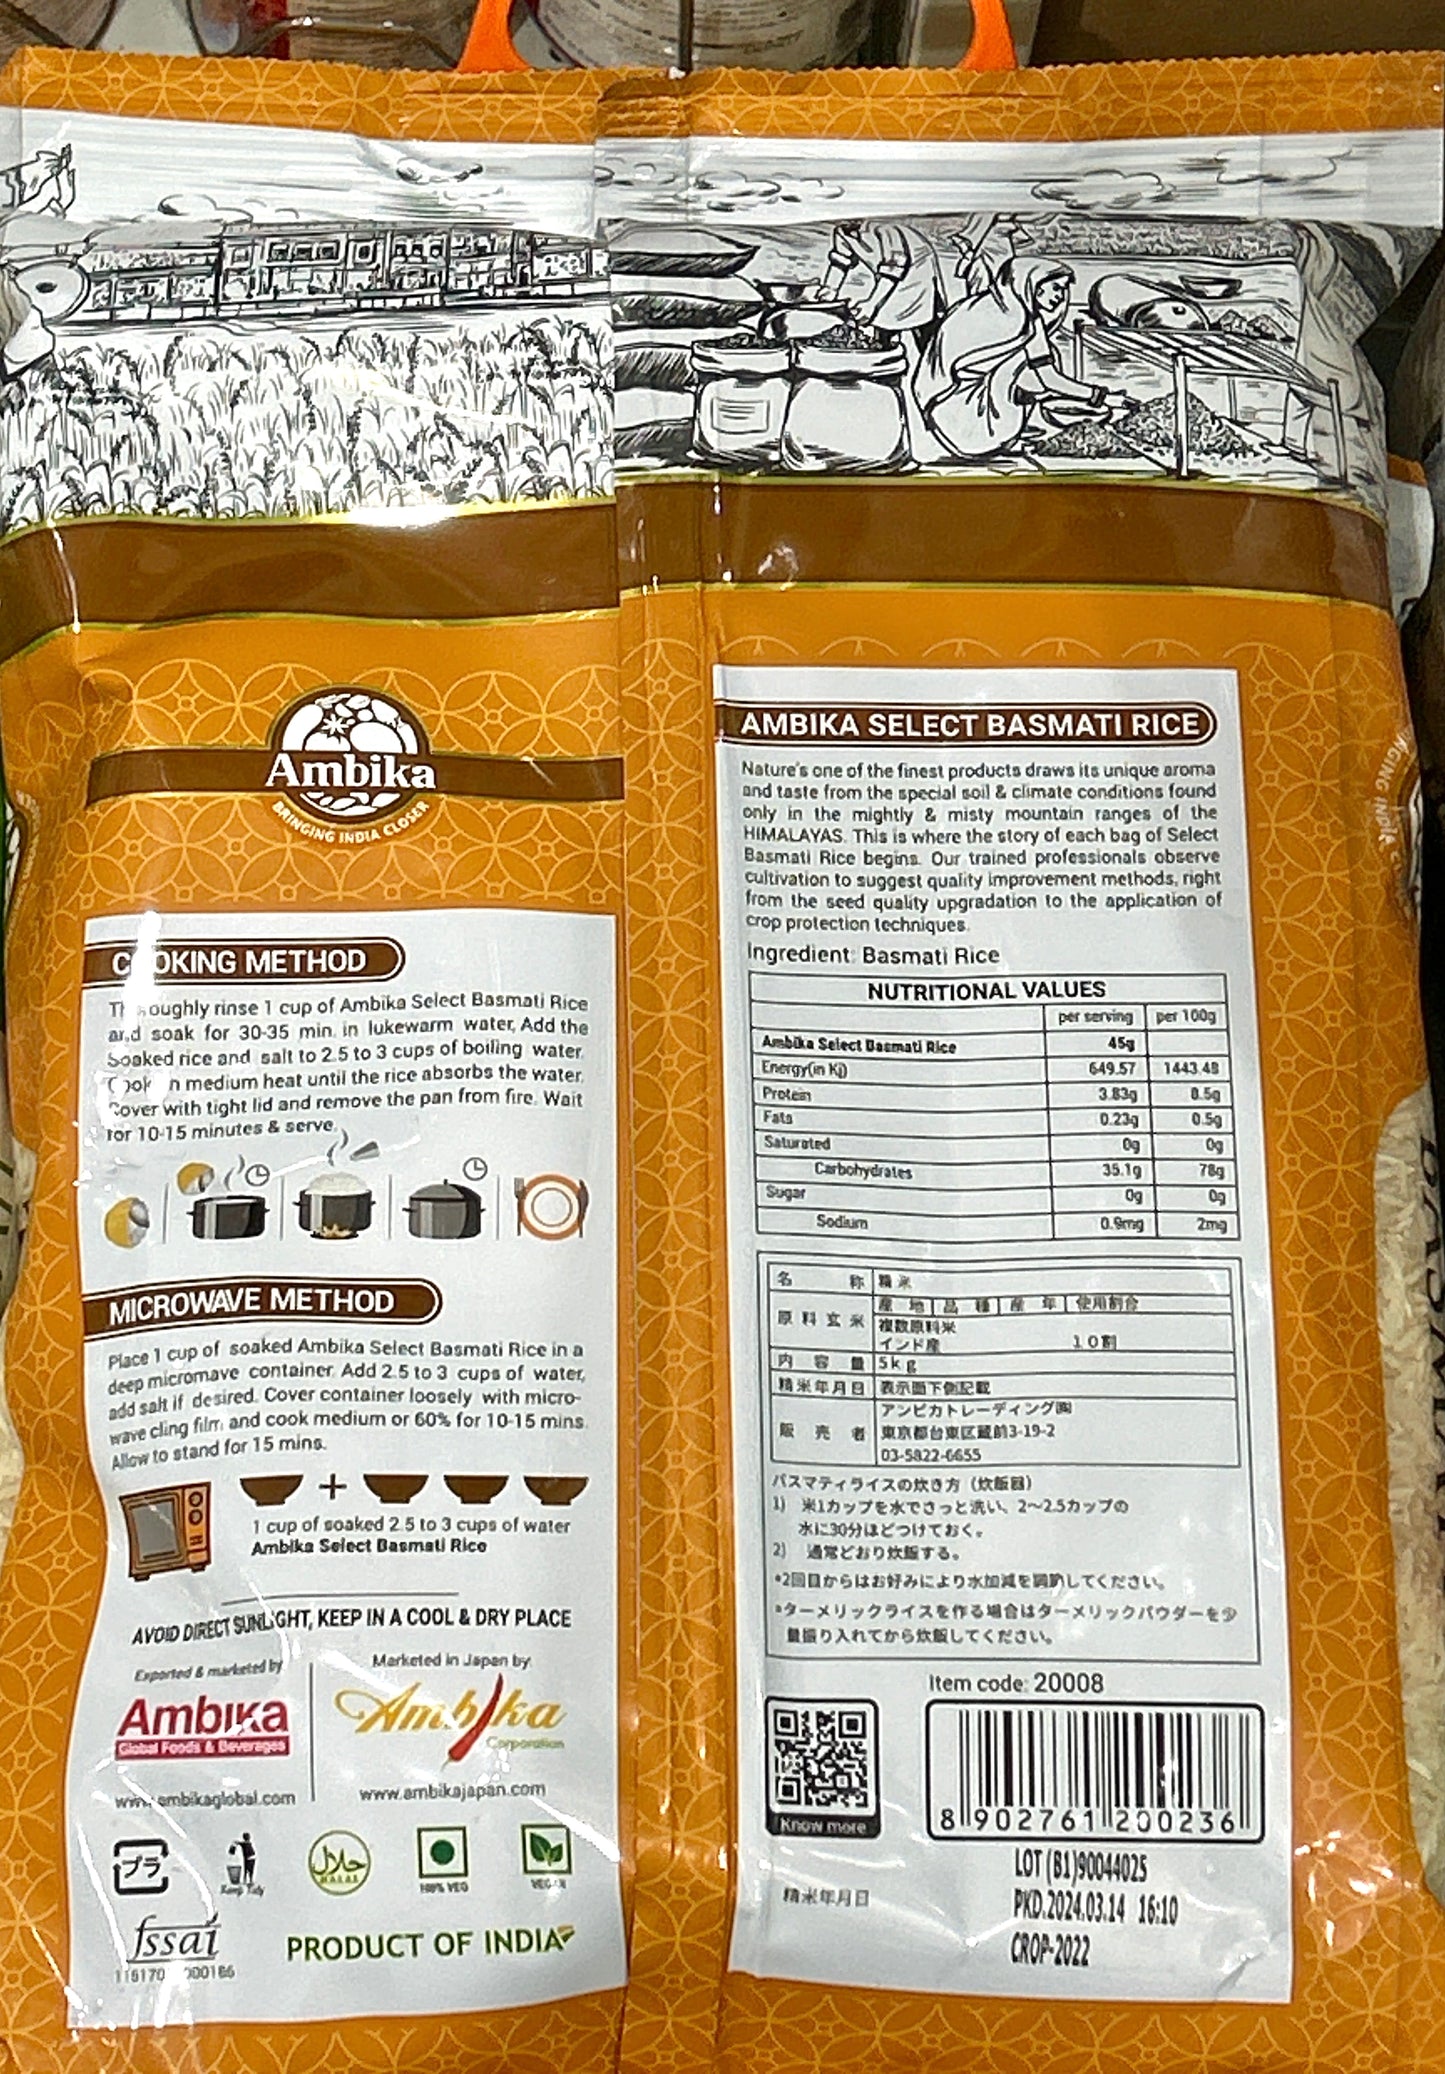 Ambika
BRINGING INDIA CLOSER
COOKING METHOD
Thoroughly rinse 1 cup of Ambika Select Basmati Rice
and soak for 30-35 min. in lukewarm water, Add the
Soaked rice and salt to 2.5 to 3 cups of boiling water.
Cook in medium heat until the rice absorbs the water.
Cover with tight lid and remove the pan from fire. Wait
for 10-15 minutes & serve.
MICROWAVE METHOD
Place 1 cup of soaked Ambika Select Basmati Rice in a
deep micromave container. Add 2.5 to 3 cups of water,
add salt if desired. Cover container loosely with micro-
wave cling film, and cook medium or 60% for 10-15 mins.
Allow to stand for 15 mins.
+
1 cup of soaked 2.5 to 3 cups of water
Ambika Select Basmati Rice
AVOID DIRECT SUNLIGHT, KEEP IN A COOL & DRY PLACE
Exported & marketed by
Ambika
Global Foods & Beverages
www.ambikaglobal.com
Marketed in Japan by
Ambika
Corporation
www.ambikajapan.com
プラ
Keep Tidy
حلال
HALAL
100% VEG
VEGAN
fssai
PRODUCT OF INDIA
AMBIKA SELECT BASMATI RICE
Nature's one of the finest products draws its unique aroma
and taste from the special soil & climate conditions found
only in the mightly & misty mountain ranges of the
HIMALAYAS. This is where the story of each bag of Select
Basmati Rice begins. Our trained professionals observe
cultivation to suggest quality improvement methods, right
from the seed quality upgradation to the application of
crop protection techniques.
Ingredient: Basmati Rice
NUTRITIONAL VALUES
per serving per 100g
Ambika Select Basmati Rice 45g
Energy(in Kj) 649.57 1443.48
Protein 3.83g 8.5g
Fats 0.23g 0.5g
Saturated 0g 0g
Carbohydrates 35.1g 78g
Sugar 0g 0g
Sodium 0.9mg 2mg
名称 精米
原料玄米 産地 品種 産年 使用割合
複数原料米
インド産 10割
内容量 5kg
精米年月日 表示面下側記載
販売者 アンビカトレーディング㈱
東京都台東区蔵前3-19-2
03-5822-6655
バスマティライスの炊き方（炊飯器）
1) 米1カップを水でさっと洗い、2〜2.5カップの
水に30分ほどつけておく。
2) 通常どおり炊飯する。
*2回目からはお好みにより水加減を調節してください。
*ターメリックライスを作る場合はターメリックパウダーを少
量振り入れてから炊飯してください。
Item code: 20008
Know more
8 902761 200236
精米年月日
LOT (B1)90044025
PKD.2024.03.14 16:10
CROP-2022